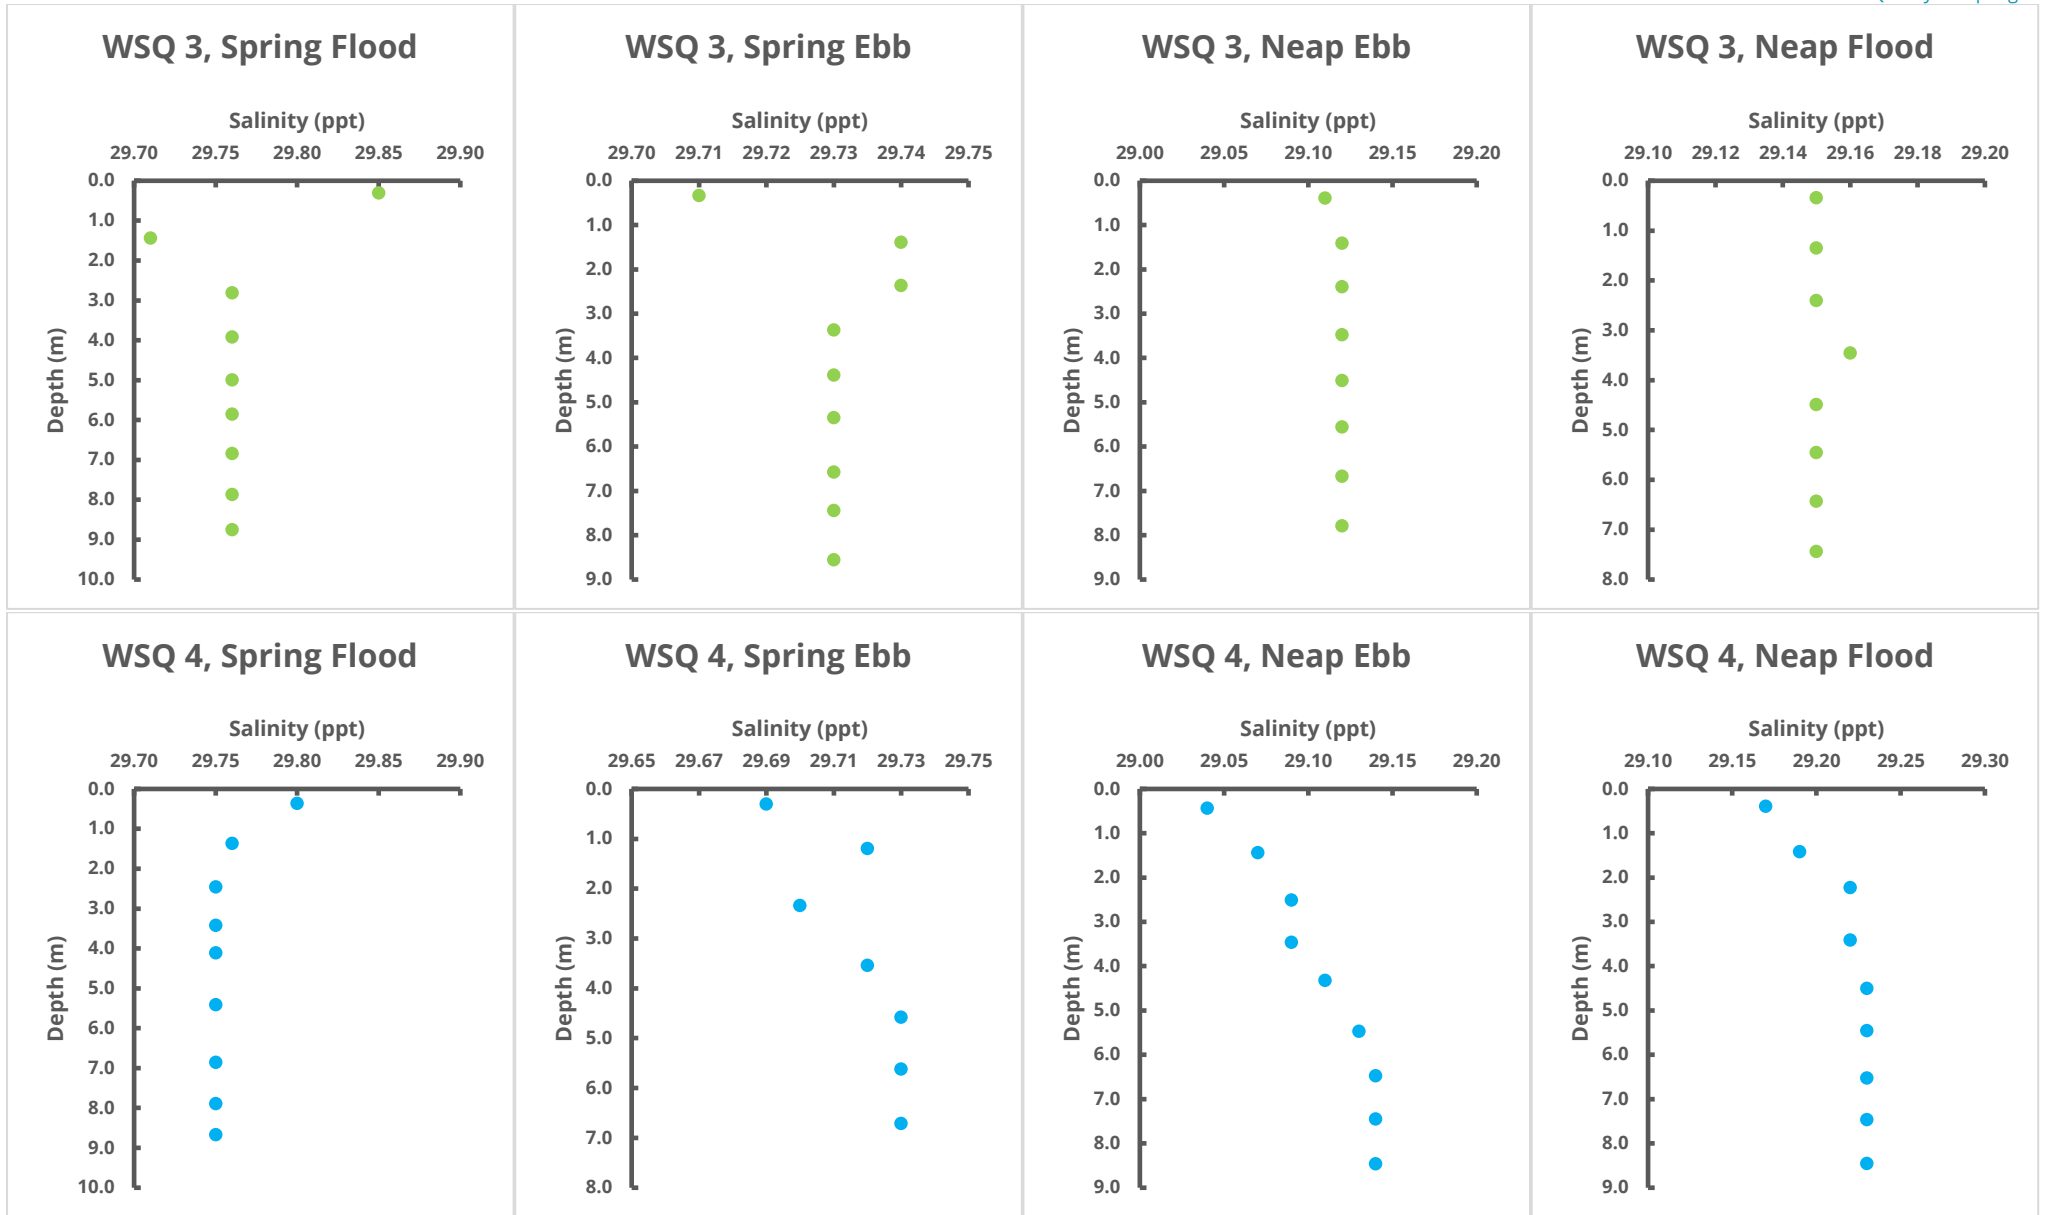 WSQ 3, Spring Flood
Salinity (ppt)
29.70 29.75 29.80 29.85 29.90
0.0
1.0
2.0
3.0
4.0
5.0
6.0
7.0
8.0
9.0
10.0
Depth (m)
WSQ 3, Spring Ebb
Salinity (ppt)
29.70 29.71 29.72 29.73 29.74 29.75
0.0
1.0
2.0
3.0
4.0
5.0
6.0
7.0
8.0
9.0
Depth (m)
WSQ 3, Neap Ebb
Salinity (ppt)
29.00 29.05 29.10 29.15 29.20
0.0
1.0
2.0
3.0
4.0
5.0
6.0
7.0
8.0
9.0
Depth (m)
WSQ 3, Neap Flood
Salinity (ppt)
29.10 29.12 29.14 29.16 29.18 29.20
0.0
1.0
2.0
3.0
4.0
5.0
6.0
7.0
8.0
Depth (m)
WSQ 4, Spring Flood
Salinity (ppt)
29.70 29.75 29.80 29.85 29.90
0.0
1.0
2.0
3.0
4.0
5.0
6.0
7.0
8.0
9.0
10.0
Depth (m)
WSQ 4, Spring Ebb
Salinity (ppt)
29.65 29.67 29.69 29.71 29.73 29.75
0.0
1.0
2.0
3.0
4.0
5.0
6.0
7.0
8.0
Depth (m)
WSQ 4, Neap Ebb
Salinity (ppt)
29.00 29.05 29.10 29.15 29.20
0.0
1.0
2.0
3.0
4.0
5.0
6.0
7.0
8.0
9.0
Depth (m)
WSQ 4, Neap Flood
Salinity (ppt)
29.10 29.15 29.20 29.25 29.30
0.0
1.0
2.0
3.0
4.0
5.0
6.0
7.0
8.0
9.0
Depth (m)